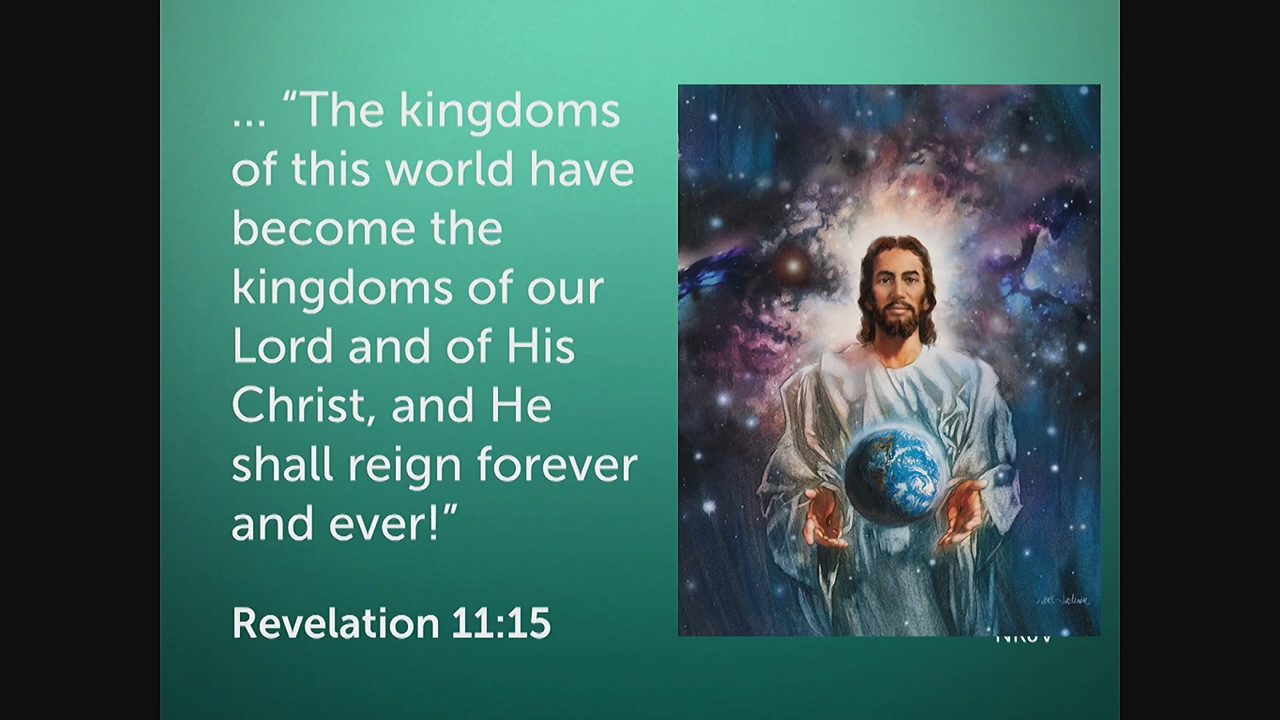 ... “The kingdoms
of this world have
become the
kingdoms of our
Lord and of His
Christ, and He
shall reign forever
and ever!”
Revelation 11:15
NKJV